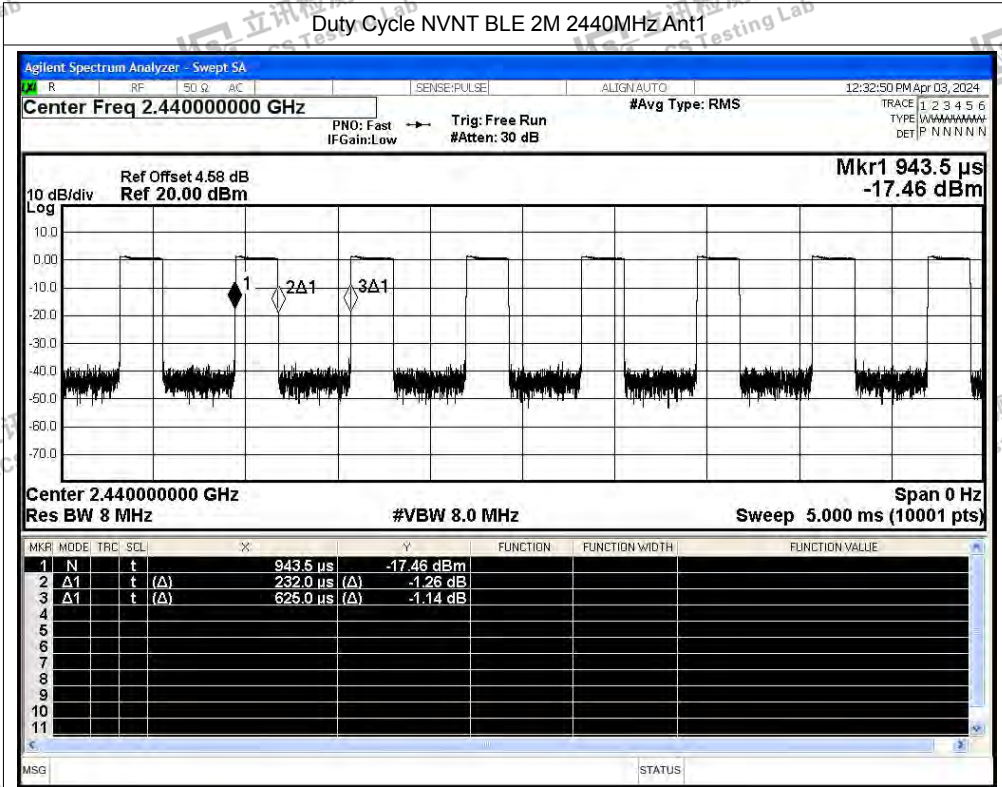 Duty Cycle NVNT BLE 2M 2440MHz Ant1
Agilent Spectrum Analyzer - Swept SA
LXI R RF 50 Ω AC SENSE:PULSE ALIGN AUTO 12:32:50 PM Apr 03, 2024
Center Freq 2.440000000 GHz #Avg Type: RMS TRACE 1 2 3 4 5 6
PNO: Fast Trig: Free Run TYPE WWWWWWW
IFGain:Low #Atten: 30 dB DET P N N N N N
Mkr1 943.5 µs
-17.46 dBm
Ref Offset 4.58 dB
10 dB/div Ref 20.00 dBm
Log
10.0
0.00
-10.0
1 2Δ1 3Δ1
-20.0
-30.0
-40.0
-50.0
-60.0
-70.0
Center 2.440000000 GHz Span 0 Hz
Res BW 8 MHz #VBW 8.0 MHz Sweep 5.000 ms (10001 pts)
MKR MODE TRC SCL X Y FUNCTION FUNCTION WIDTH FUNCTION VALUE
1 N t 943.5 µs -17.46 dBm
2 Δ1 t (Δ) 232.0 µs (Δ) -1.26 dB
3 Δ1 t (Δ) 625.0 µs (Δ) -1.14 dB
4
5
6
7
8
9
10
11
MSG STATUS